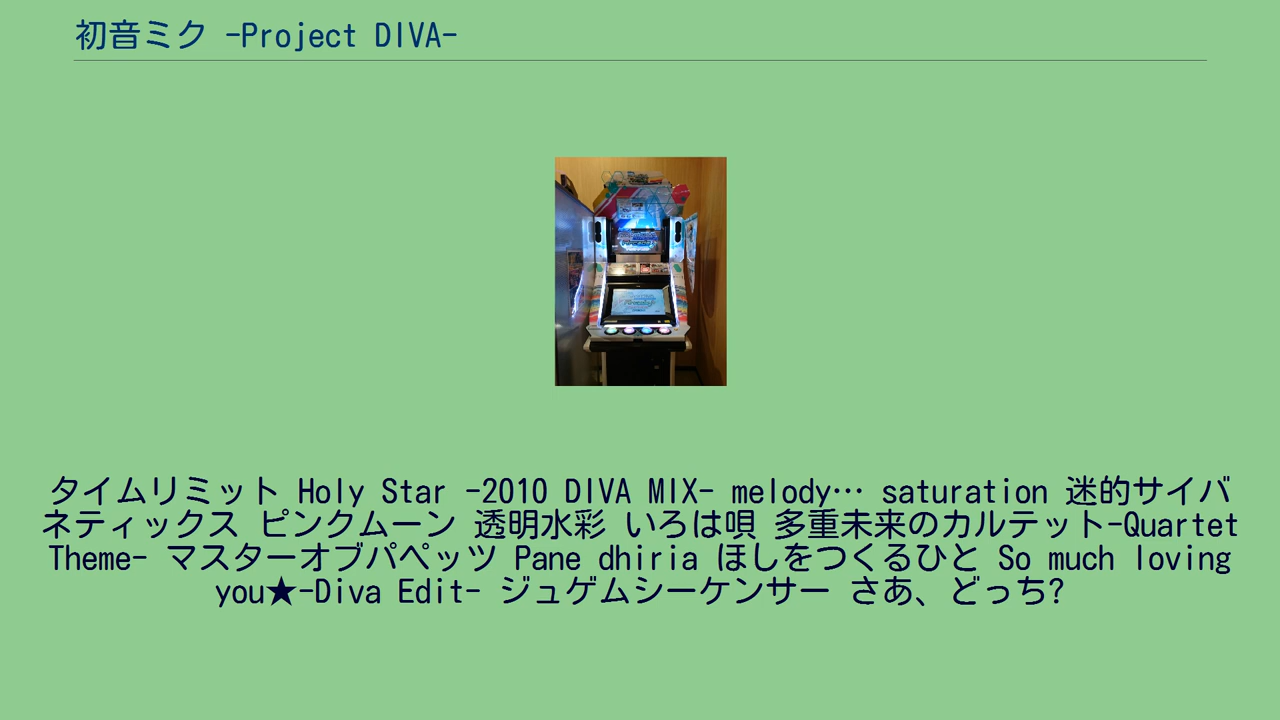 初音ミク -Project DIVA-
タイムリミット Holy Star -2010 DIVA MIX- melody… saturation 迷的サイバ
ネティックス ピンクムーン 透明水彩 いろは唄 多重未来のカルテット-Quartet
Theme- マスターオブパペッツ Pane dhiria ほしをつくるひと So much loving
you★-Diva Edit- ジュゲムシーケンサー さあ、どっち?